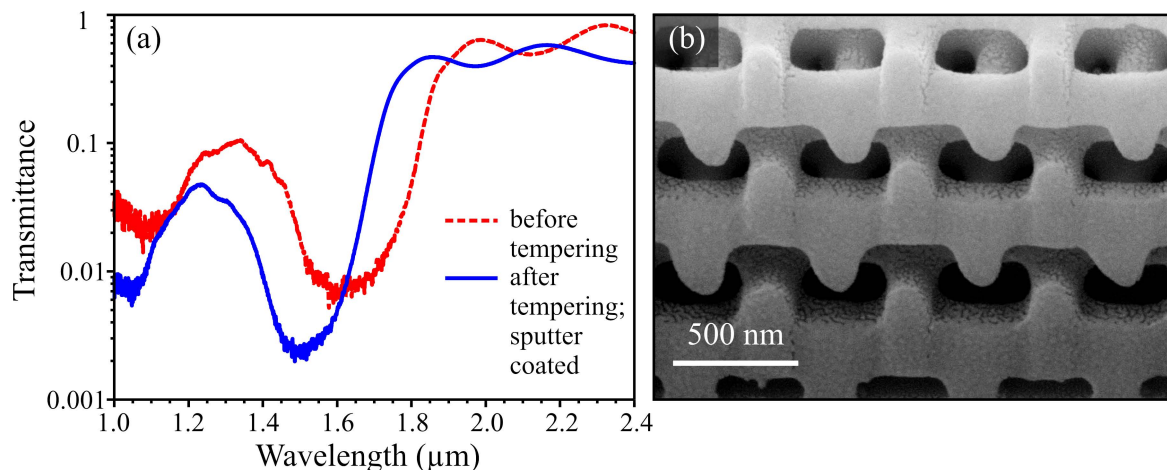 (a)
1
0.1
0.01
0.001
Transmittance
before
tempering
after
tempering;
sputter
coated
1.0 1.2 1.4 1.6 1.8 2.0 2.2 2.4
Wavelength (µm)
(b)
500 nm